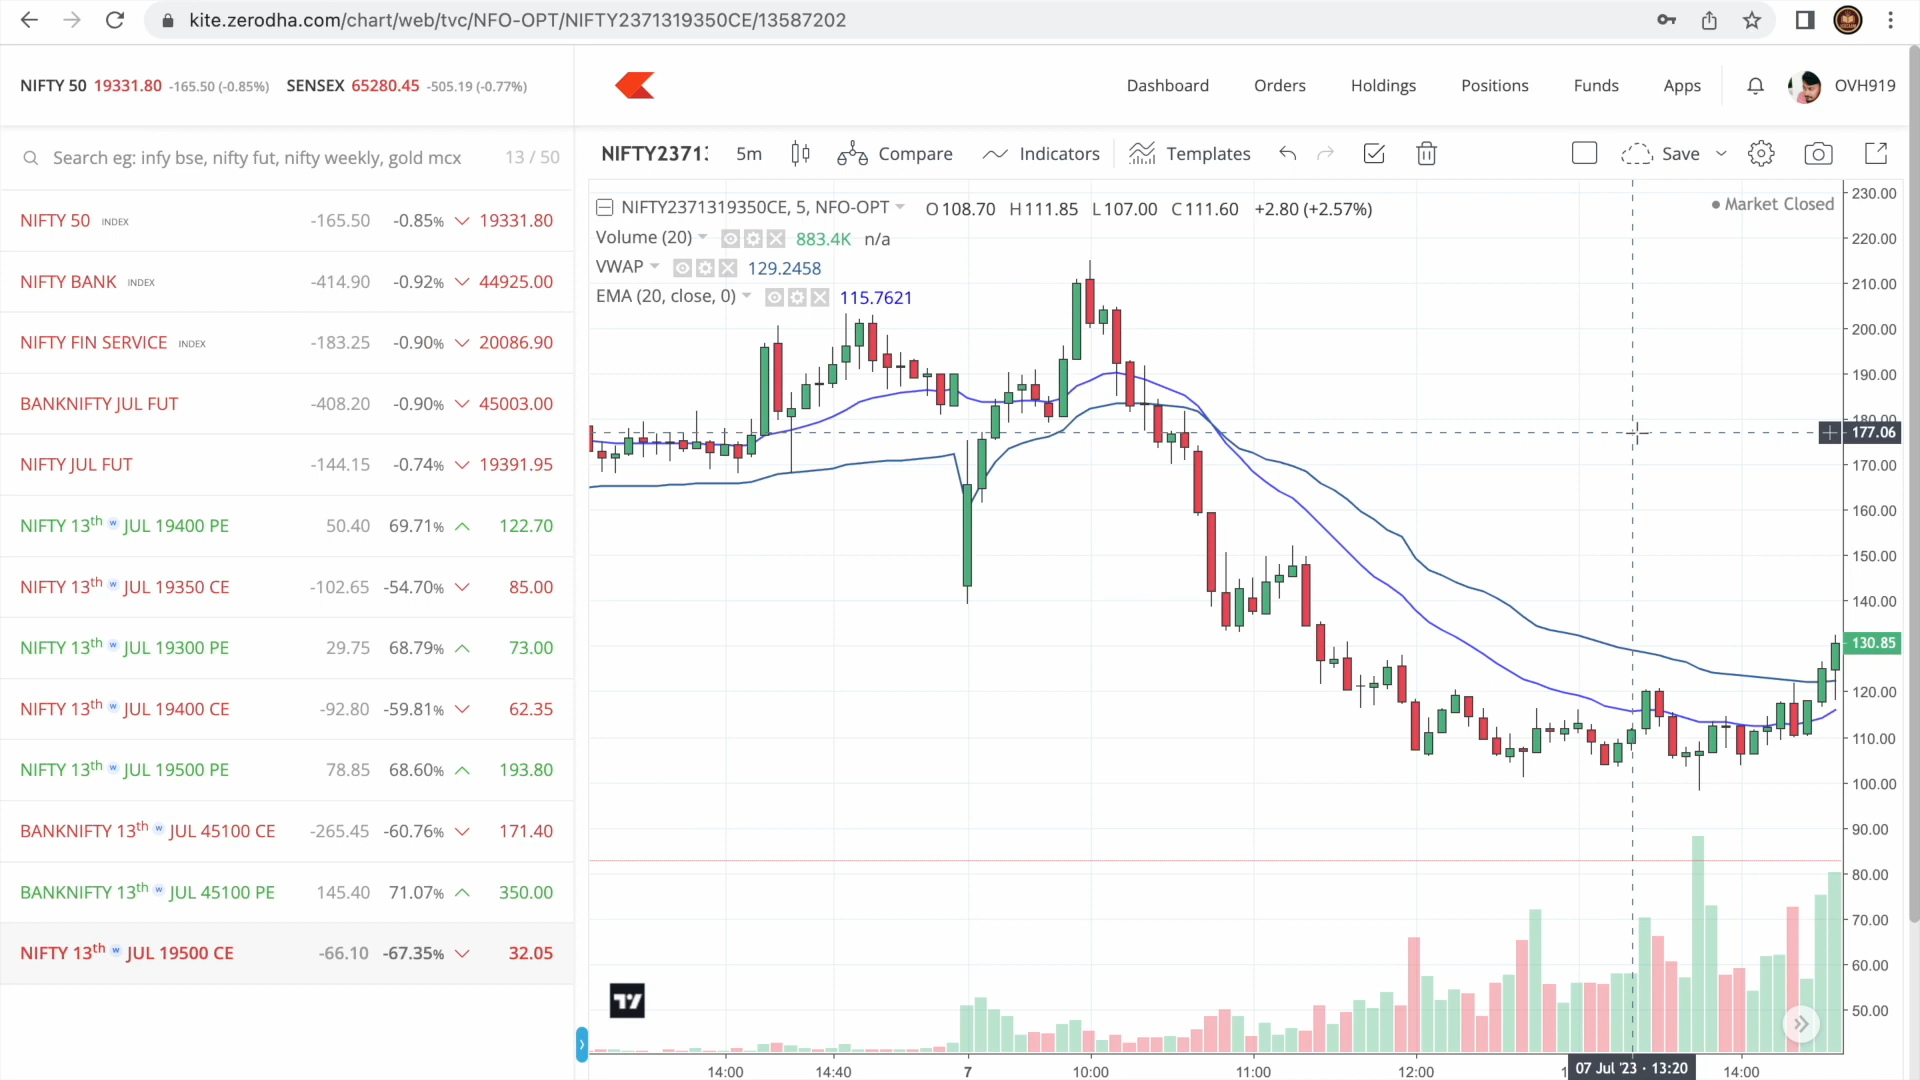 kite.zerodha.com/chart/web/tvc/NFO-OPT/NIFTY2371319350CE/13587202
NIFTY 50 19331.80 -165.50 (-0.85%) SENSEX 65280.45 -505.19 (-0.77%)
Dashboard Orders Holdings Positions Funds Apps OVH919
Search eg: infy bse, nifty fut, nifty weekly, gold mcx 13 / 50
NIFTY 50 INDEX -165.50 -0.85% 19331.80
NIFTY BANK INDEX -414.90 -0.92% 44925.00
NIFTY FIN SERVICE INDEX -183.25 -0.90% 20086.90
BANKNIFTY JUL FUT -408.20 -0.90% 45003.00
NIFTY JUL FUT -144.15 -0.74% 19391.95
NIFTY 13th w JUL 19400 PE 50.40 69.71% 122.70
NIFTY 13th w JUL 19350 CE -102.65 -54.70% 85.00
NIFTY 13th w JUL 19300 PE 29.75 68.79% 73.00
NIFTY 13th w JUL 19400 CE -92.80 -59.81% 62.35
NIFTY 13th w JUL 19500 PE 78.85 68.60% 193.80
BANKNIFTY 13th w JUL 45100 CE -265.45 -60.76% 171.40
BANKNIFTY 13th w JUL 45100 PE 145.40 71.07% 350.00
NIFTY 13th w JUL 19500 CE -66.10 -67.35% 32.05
NIFTY2371 5m Compare Indicators Templates Save
NIFTY2371319350CE, 5, NFO-OPT O108.70 H111.85 L107.00 C111.60 +2.80 (+2.57%)
Market Closed
Volume (20) 883.4K n/a
VWAP 129.2458
EMA (20, close, 0) 115.7621
230.00
220.00
210.00
200.00
190.00
180.00
177.06
170.00
160.00
150.00
140.00
130.85
120.00
110.00
100.00
90.00
80.00
70.00
60.00
50.00
14:00 14:40 7 10:00 11:00 12:00 07 Jul '23 · 13:20 14:00